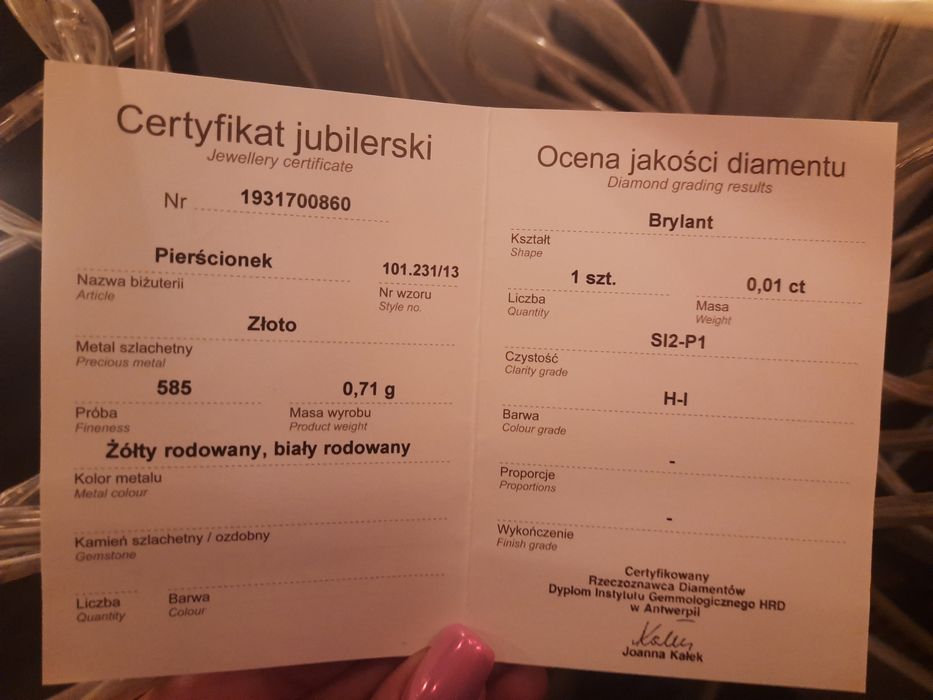 Certyfikat jubilerski
Jewellery certificate
Nr 1931700860
Pierścionek 101.231/13
Nazwa biżuterii Nr wzoru
Article Style no.
Złoto
Metal szlachetny
Precious metal
585 0,71 g
Próba Masa wyrobu
Fineness Product weight
Żółty rodowany, biały rodowany
Kolor metalu
Metal colour
Kamień szlachetny / ozdobny
Gemstone
Liczba Barwa
Quantity Colour
Ocena jakości diamentu
Diamond grading results
Brylant
Kształt
Shape
1 szt. 0,01 ct
Liczba Masa
Quantity Weight
SI2-P1
Czystość
Clarity grade
H-I
Barwa
Colour grade
-
Proporcje
Proportions
-
Wykończenie
Finish grade
Certyfikowany
Rzeczoznawca Diamentów
Dyplom Instytutu Gemmologicznego HRD
w Antwerpii
Joanna Kałek